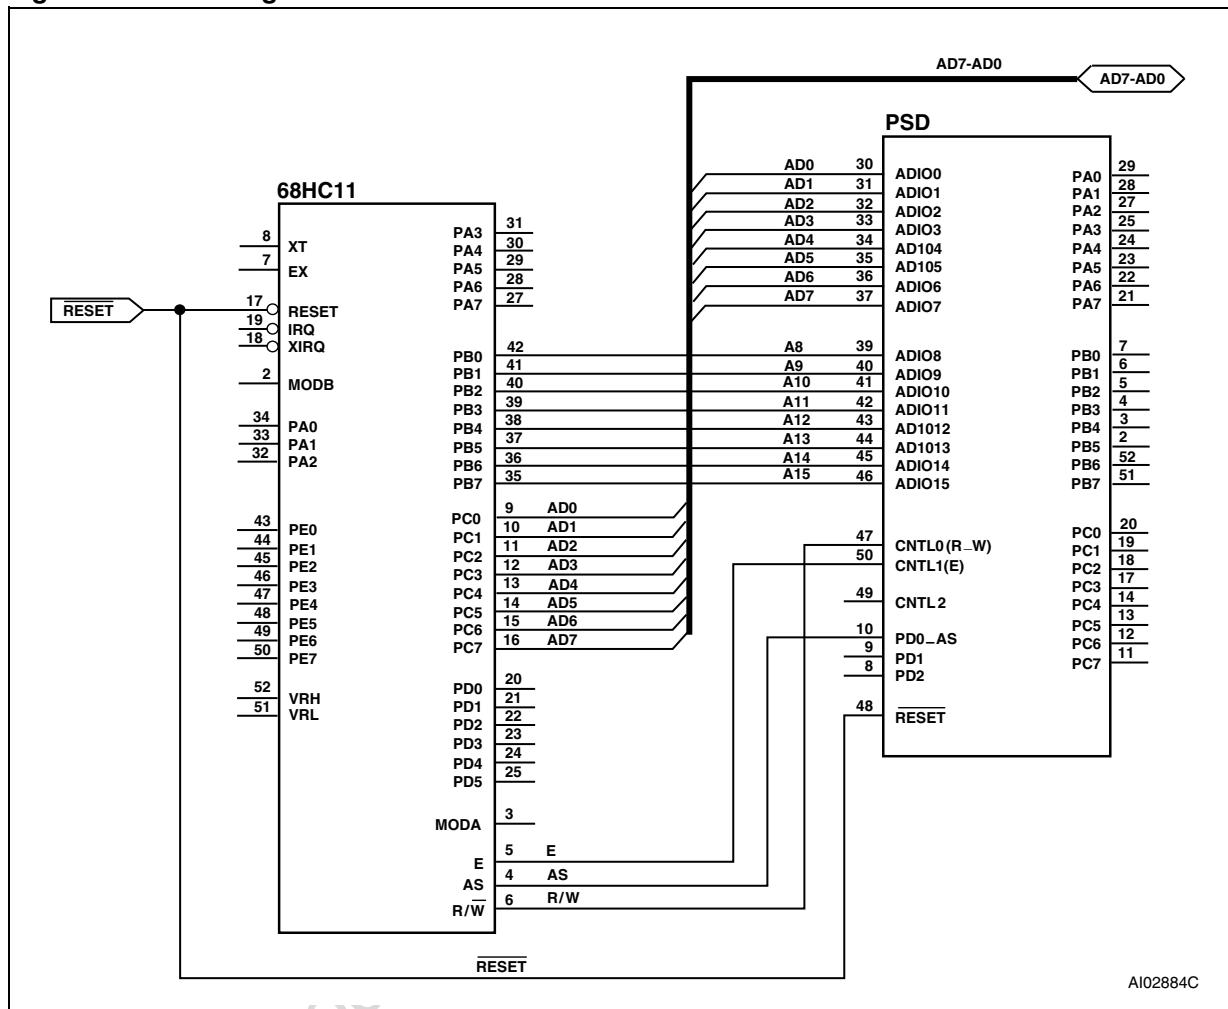 AD7-AD0
AD7-AD0
PSD
68HC11
RESET
8 XT
7 EX
17 RESET
19 IRQ
18 XIRQ
2 MODB
34 PA0
33 PA1
32 PA2
43 PE0
44 PE1
45 PE2
46 PE3
47 PE4
48 PE5
49 PE6
50 PE7
52 VRH
51 VRL
PA3 31
PA4 30
PA5 29
PA6 28
PA7 27
PB0 42
PB1 41
PB2 40
PB3 39
PB4 38
PB5 37
PB6 36
PB7 35
PC0 9 AD0
PC1 10 AD1
PC2 11 AD2
PC3 12 AD3
PC4 13 AD4
PC5 14 AD5
PC6 15 AD6
PC7 16 AD7
PD0 20
PD1 21
PD2 22
PD3 23
PD4 24
PD5 25
MODA 3
E 5 E
AS 4 AS
R/W 6 R/W
RESET
AD0 30 ADIO0
AD1 31 ADIO1
AD2 32 ADIO2
AD3 33 ADIO3
AD4 34 AD104
AD5 35 AD105
AD6 36 ADIO6
AD7 37 ADIO7
A8 39 ADIO8
A9 40 ADIO9
A10 41 ADIO10
A11 42 ADIO11
A12 43 AD1012
A13 44 AD1013
A14 45 ADIO14
A15 46 ADIO15
47 CNTL0(R_W)
50 CNTL1(E)
49 CNTL2
10 PD0_AS
9 PD1
8 PD2
48 RESET
PA0 29
PA1 28
PA2 27
PA3 25
PA4 24
PA5 23
PA6 22
PA7 21
PB0 7
PB1 6
PB2 5
PB3 4
PB4 3
PB5 2
PB6 52
PB7 51
PC0 20
PC1 19
PC2 18
PC3 17
PC4 14
PC5 13
PC6 12
PC7 11
AI02884C